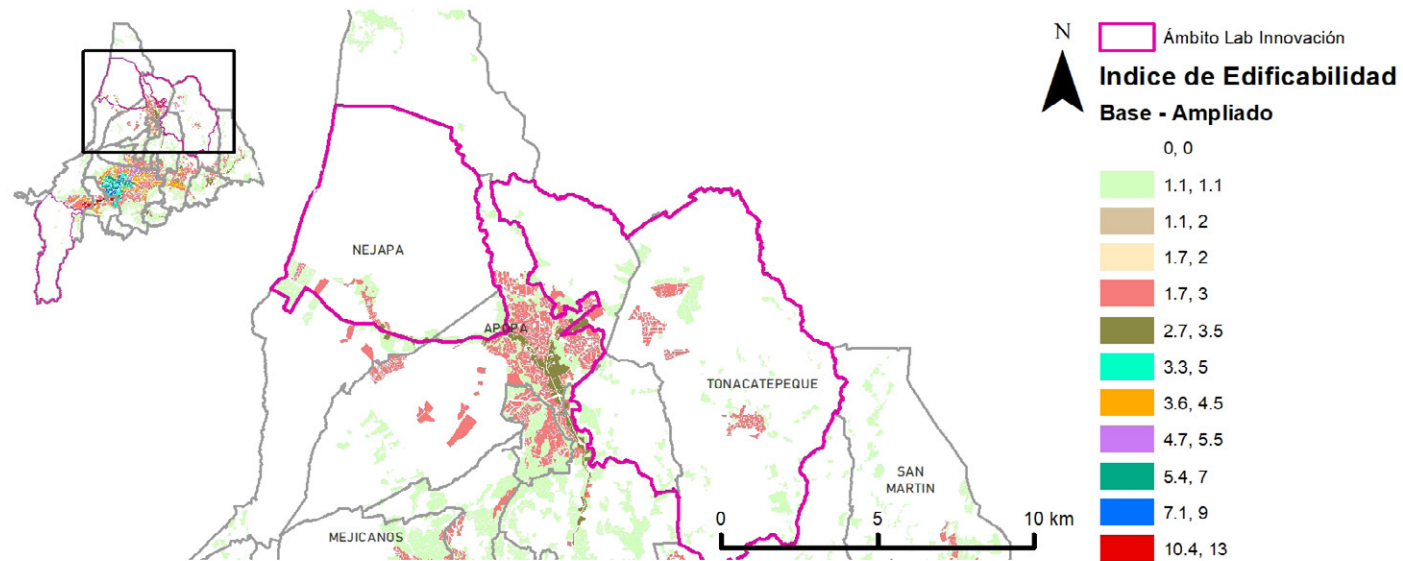 N
Ámbito Lab Innovación
Indice de Edificabilidad
Base - Ampliado
0, 0
1.1, 1.1
1.1, 2
1.7, 2
1.7, 3
2.7, 3.5
3.3, 5
3.6, 4.5
4.7, 5.5
5.4, 7
7.1, 9
10.4, 13
NEJAPA
APOPA
TONACATEPEQUE
SAN
MARTIN
MEJICANOS
0 5 10 km